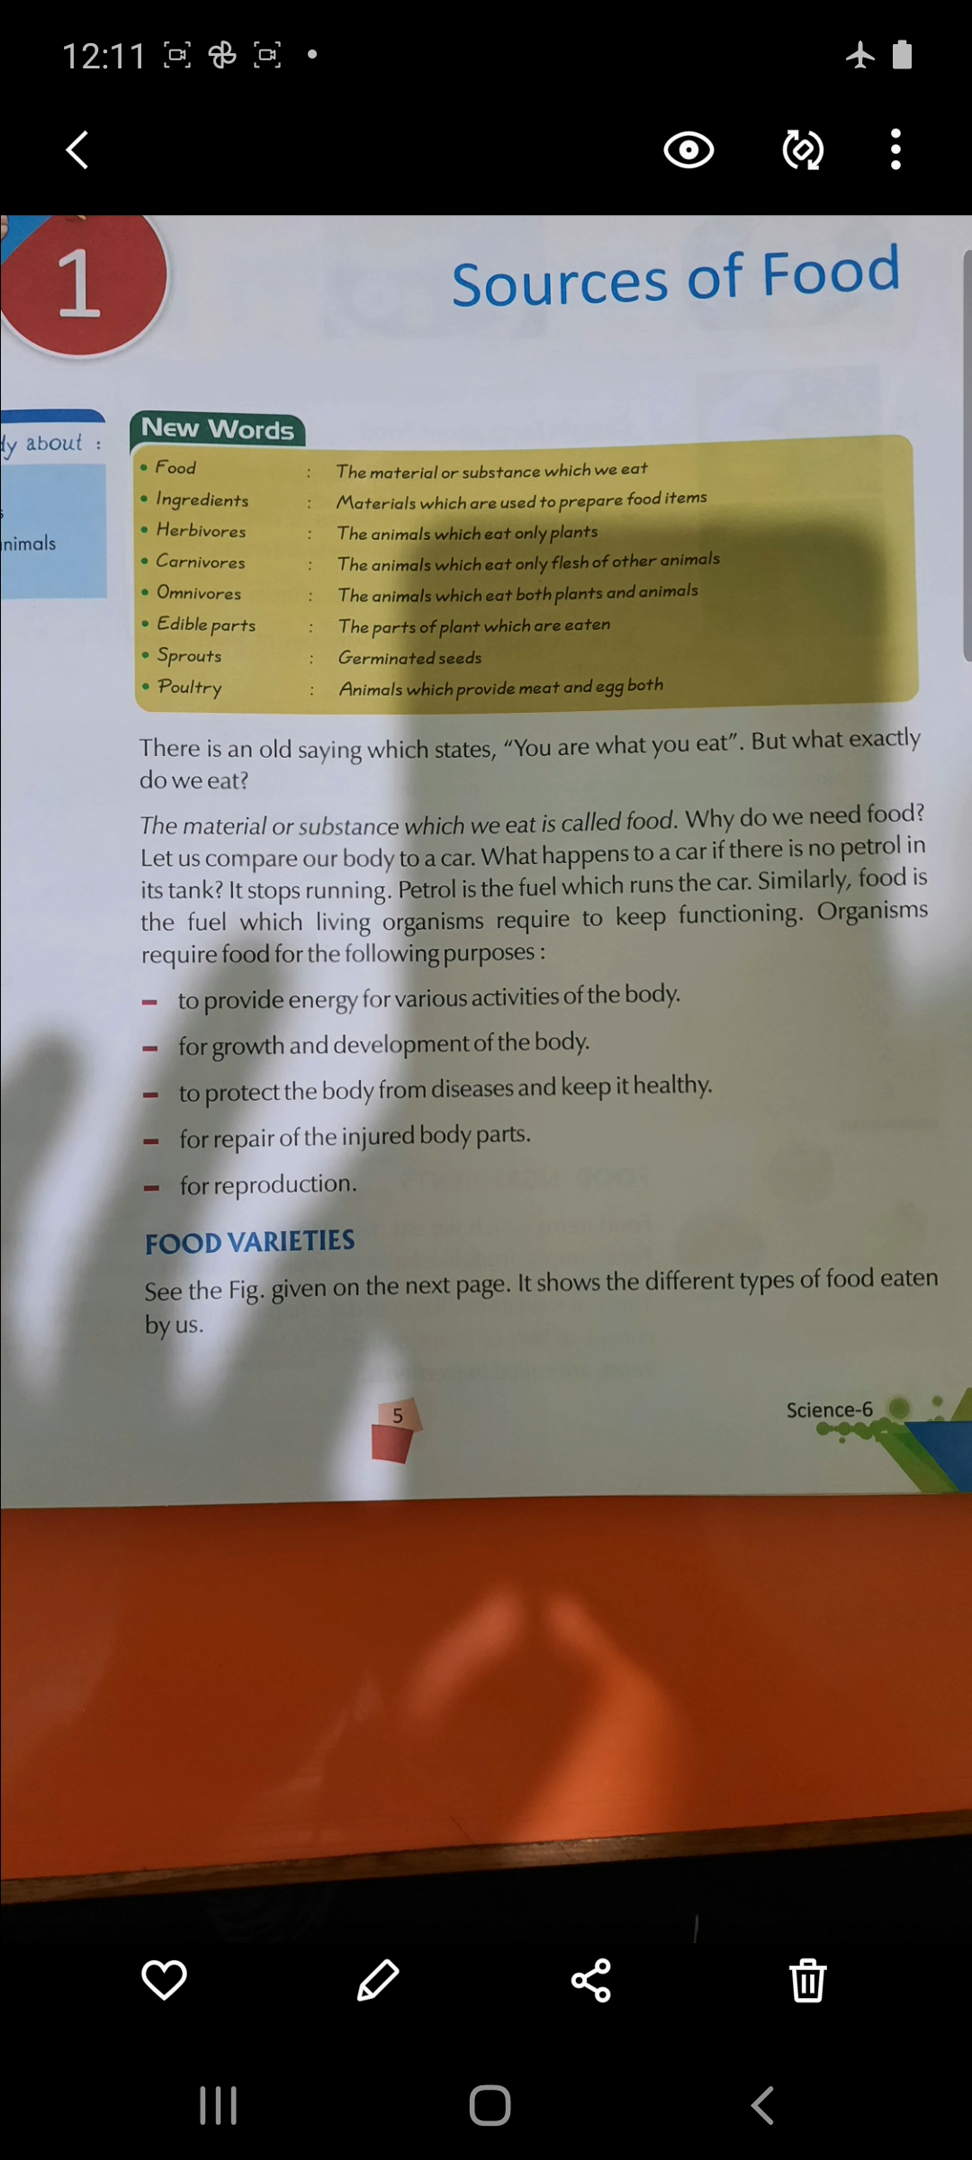 12:11
1
Sources of Food
dy about :
New Words
• Food : The material or substance which we eat
• Ingredients : Materials which are used to prepare food items
• Herbivores : The animals which eat only plants
• Carnivores : The animals which eat only flesh of other animals
nimals
• Omnivores : The animals which eat both plants and animals
• Edible parts : The parts of plant which are eaten
• Sprouts : Germinated seeds
• Poultry : Animals which provide meat and egg both
There is an old saying which states, “You are what you eat”. But what exactly
do we eat?
The material or substance which we eat is called food. Why do we need food?
Let us compare our body to a car. What happens to a car if there is no petrol in
its tank? It stops running. Petrol is the fuel which runs the car. Similarly, food is
the fuel which living organisms require to keep functioning. Organisms
require food for the following purposes :
– to provide energy for various activities of the body.
– for growth and development of the body.
– to protect the body from diseases and keep it healthy.
– for repair of the injured body parts.
– for reproduction.
FOOD VARIETIES
See the Fig. given on the next page. It shows the different types of food eaten
by us.
5
Science-6